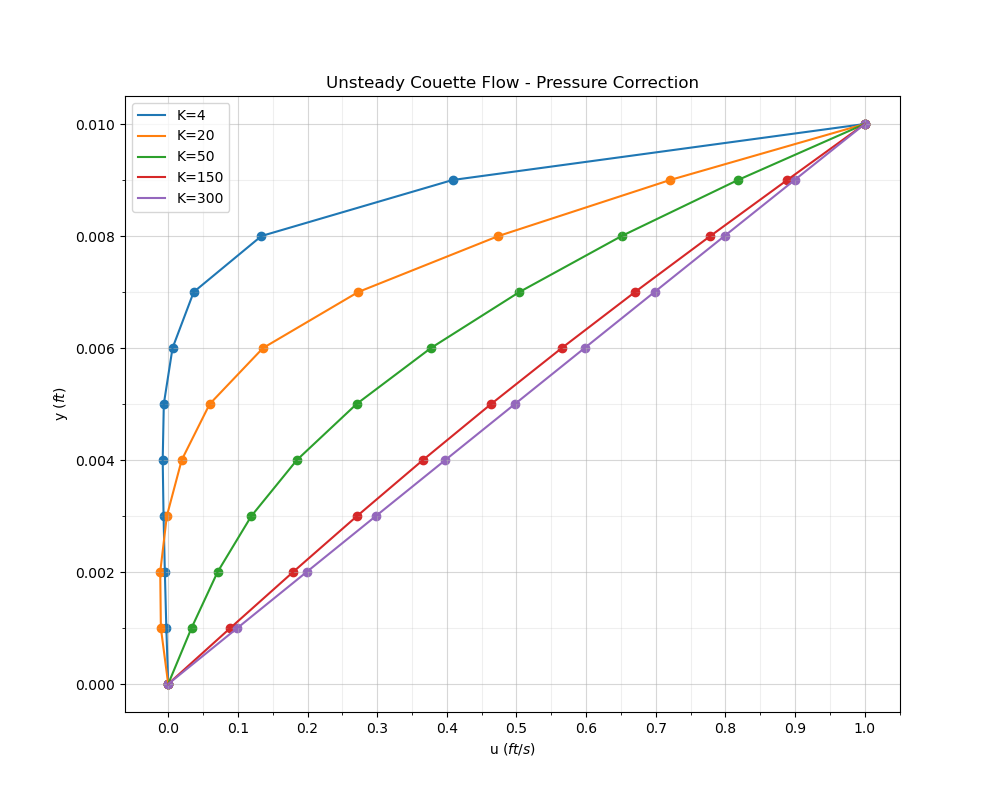 Unsteady Couette Flow - Pressure Correction
K=4
K=20
K=50
K=150
K=300
0.010
0.008
0.006
0.004
0.002
0.000
y (ft)
0.0 0.1 0.2 0.3 0.4 0.5 0.6 0.7 0.8 0.9 1.0
u (ft/s)